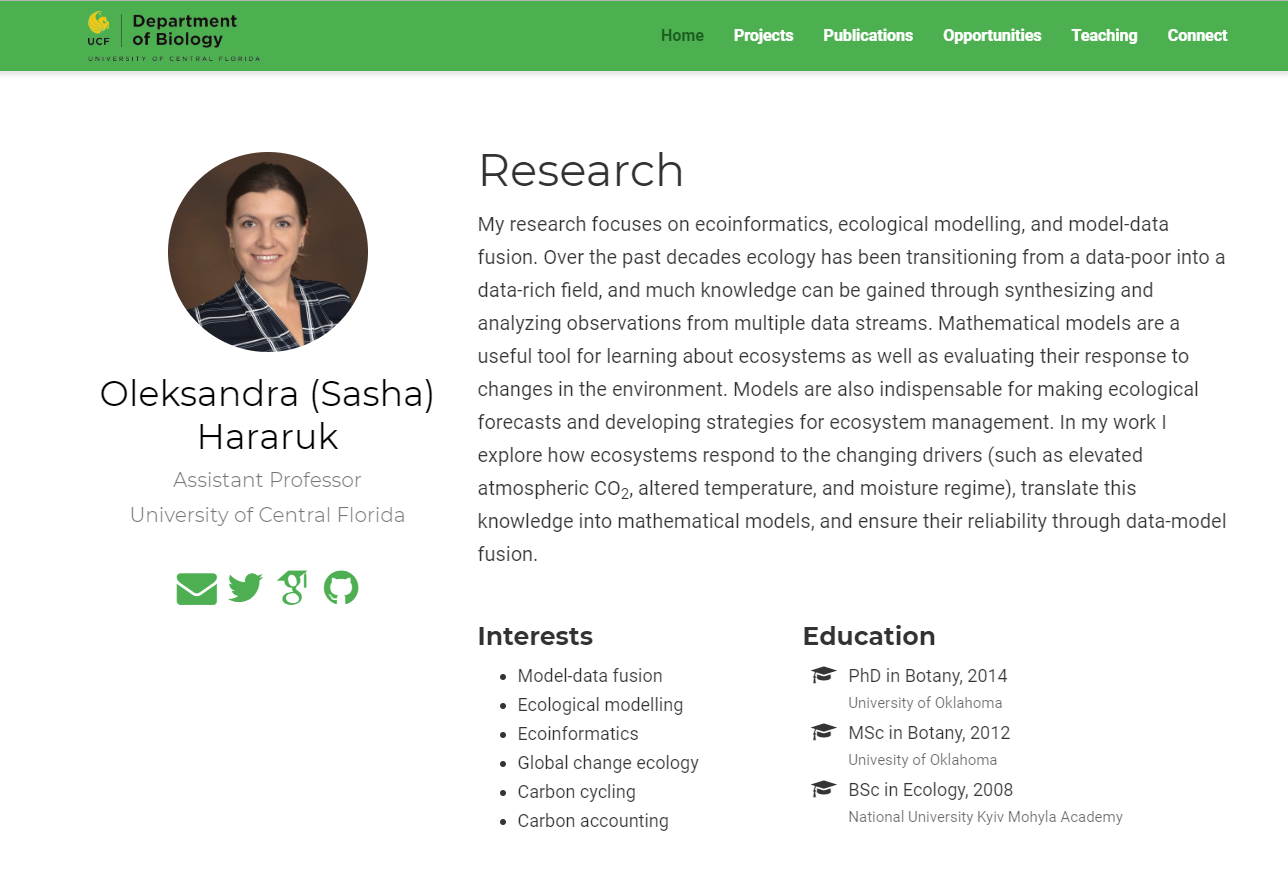 UCF
Department
of Biology
UNIVERSITY OF CENTRAL FLORIDA
Home Projects Publications Opportunities Teaching Connect
Oleksandra (Sasha)
Hararuk
Assistant Professor
University of Central Florida
Research
My research focuses on ecoinformatics, ecological modelling, and model-data
fusion. Over the past decades ecology has been transitioning from a data-poor into a
data-rich field, and much knowledge can be gained through synthesizing and
analyzing observations from multiple data streams. Mathematical models are a
useful tool for learning about ecosystems as well as evaluating their response to
changes in the environment. Models are also indispensable for making ecological
forecasts and developing strategies for ecosystem management. In my work I
explore how ecosystems respond to the changing drivers (such as elevated
atmospheric CO₂, altered temperature, and moisture regime), translate this
knowledge into mathematical models, and ensure their reliability through data-model
fusion.
Interests
Model-data fusion
Ecological modelling
Ecoinformatics
Global change ecology
Carbon cycling
Carbon accounting
Education
PhD in Botany, 2014
University of Oklahoma
MSc in Botany, 2012
Univesity of Oklahoma
BSc in Ecology, 2008
National University Kyiv Mohyla Academy